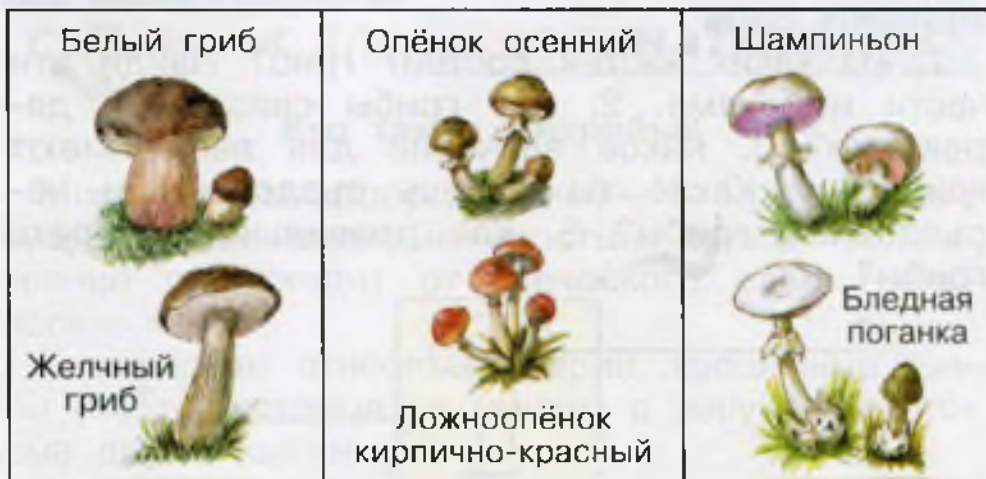 Белый гриб
Опёнок осенний
Шампиньон
Желчный
гриб
Ложноопёнок
кирпично-красный
Бледная
поганка